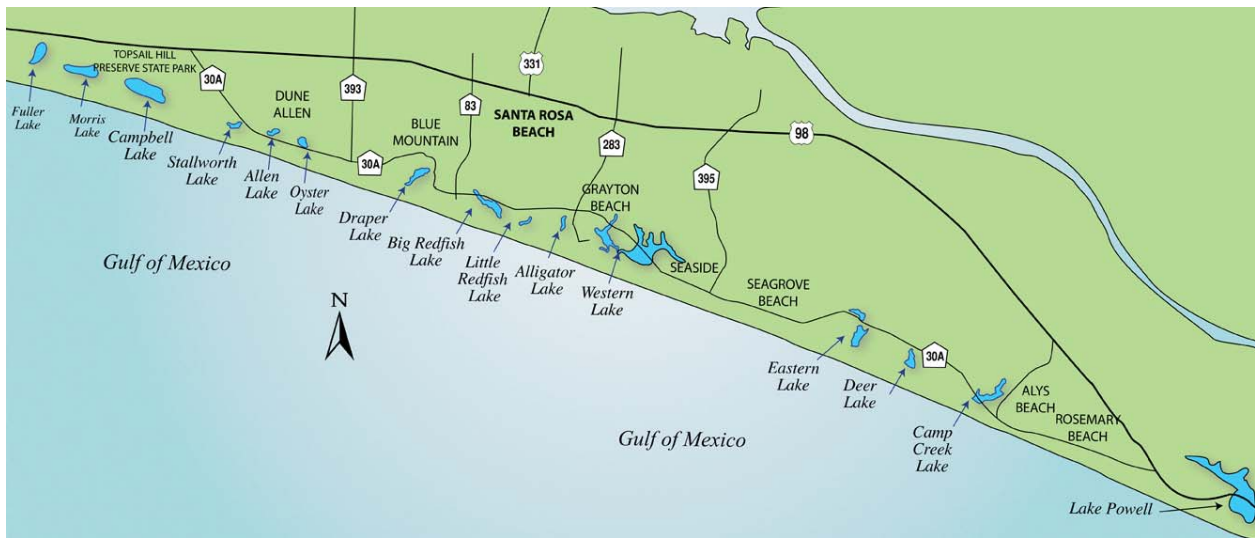 TOPSAIL HILL
PRESERVE STATE PARK
Fuller
Lake
Morris
Lake
Campbell
Lake
30A
Stallworth
Lake
DUNE
ALLEN
Allen
Lake
Oyster
Lake
393
30A
BLUE
MOUNTAIN
Draper
Lake
83
331
SANTA ROSA
BEACH
Big Redfish
Lake
Little
Redfish
Lake
Alligator
Lake
283
GRAYTON
BEACH
Western
Lake
SEASIDE
395
98
SEAGROVE
BEACH
Eastern
Lake
Deer
Lake
30A
Camp
Creek
Lake
ALYS
BEACH
ROSEMARY
BEACH
Lake Powell
Gulf of Mexico
N
Gulf of Mexico